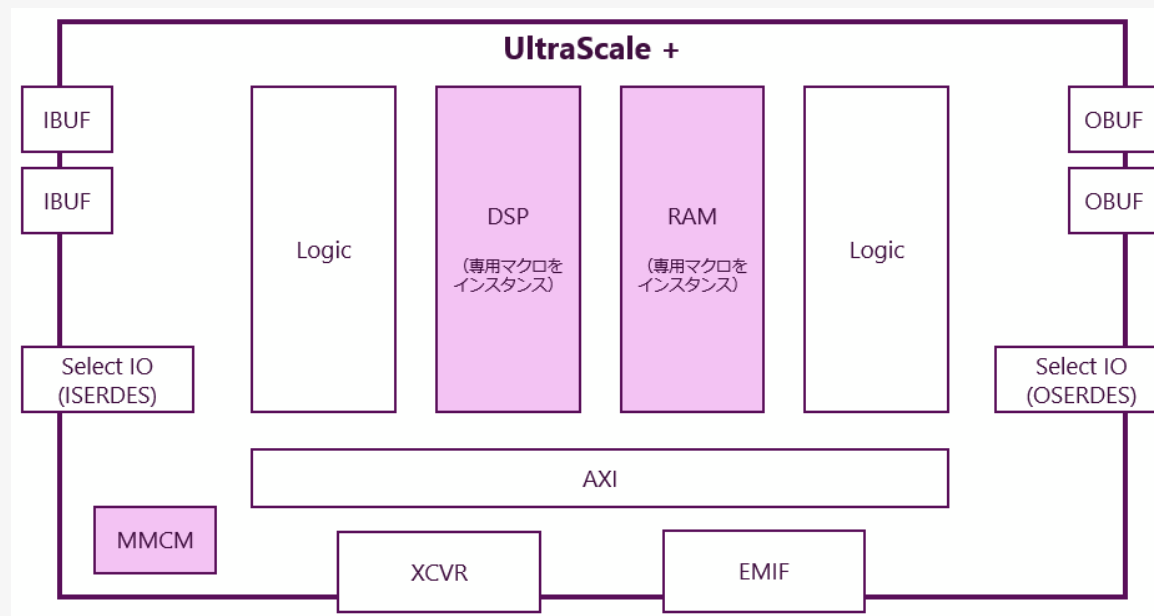 UltraScale +
IBUF
IBUF
Logic
DSP
（専用マクロを
インスタンス）
RAM
（専用マクロを
インスタンス）
Logic
OBUF
OBUF
Select IO
(ISERDES)
Select IO
(OSERDES)
AXI
MMCM
XCVR
EMIF